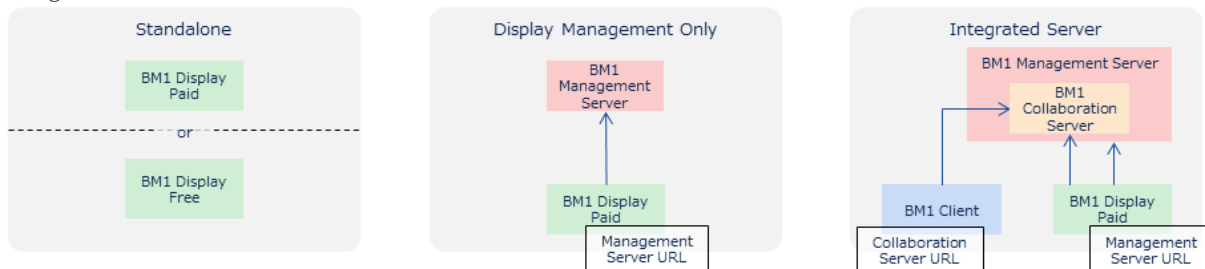 Standalone
BM1 Display
Paid
or
BM1 Display
Free
Display Management Only
BM1
Management
Server
BM1 Display
Paid
Management
Server URL
Integrated Server
BM1 Management Server
BM1
Collaboration
Server
BM1 Client
Collaboration
Server URL
BM1 Display
Paid
Management
Server URL